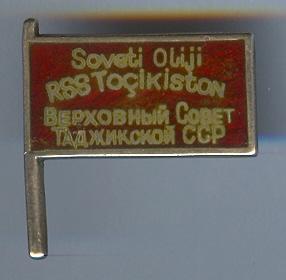 Soveti Oliji
RSS Toçikiston
Верховный Совет
Таджикской ССР